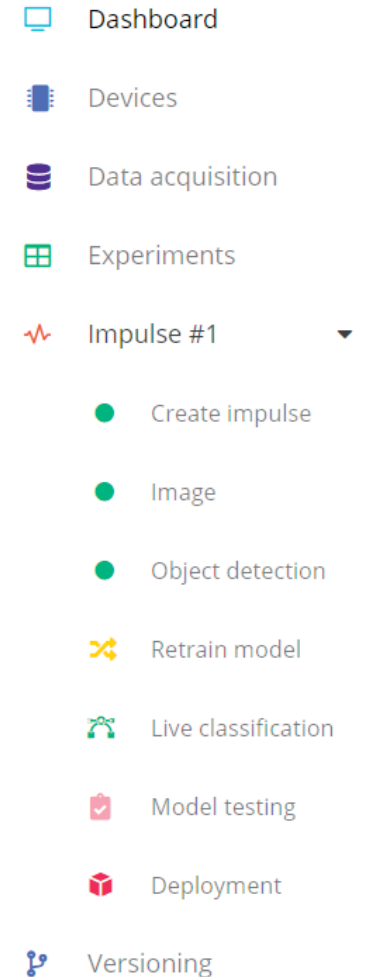 Dashboard
Devices
Data acquisition
Experiments
Impulse #1
Create impulse
Image
Object detection
Retrain model
Live classification
Model testing
Deployment
Versioning